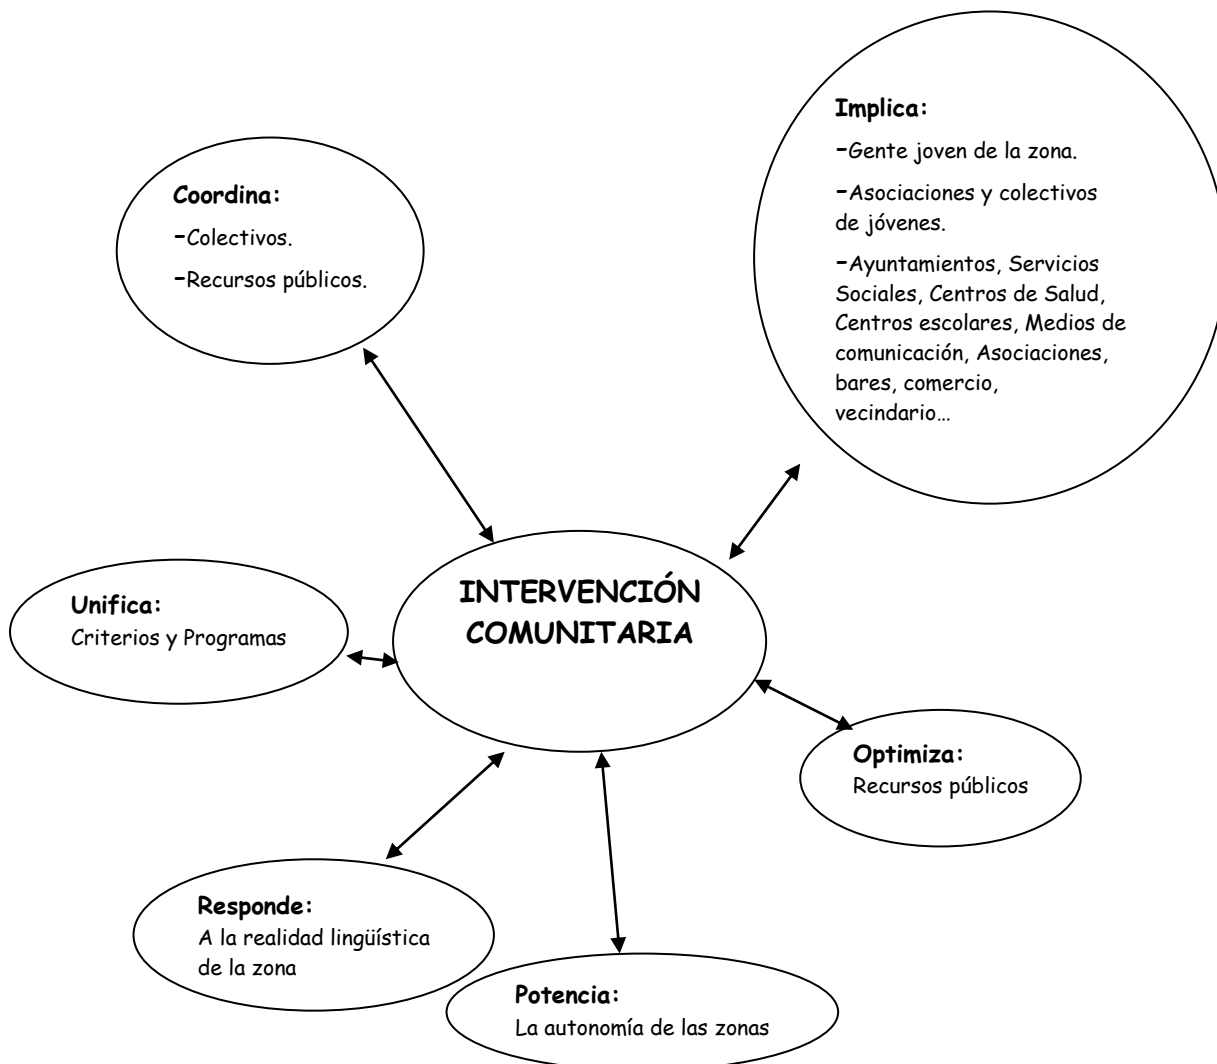 Implica:
-Gente joven de la zona.
-Asociaciones y colectivos
de jóvenes.
-Ayuntamientos, Servicios
Sociales, Centros de Salud,
Centros escolares, Medios de
comunicación, Asociaciones,
bares, comercio,
vecindario…
Coordina:
-Colectivos.
-Recursos públicos.
INTERVENCIÓN
COMUNITARIA
Unifica:
Criterios y Programas
Optimiza:
Recursos públicos
Responde:
A la realidad lingüística
de la zona
Potencia:
La autonomía de las zonas